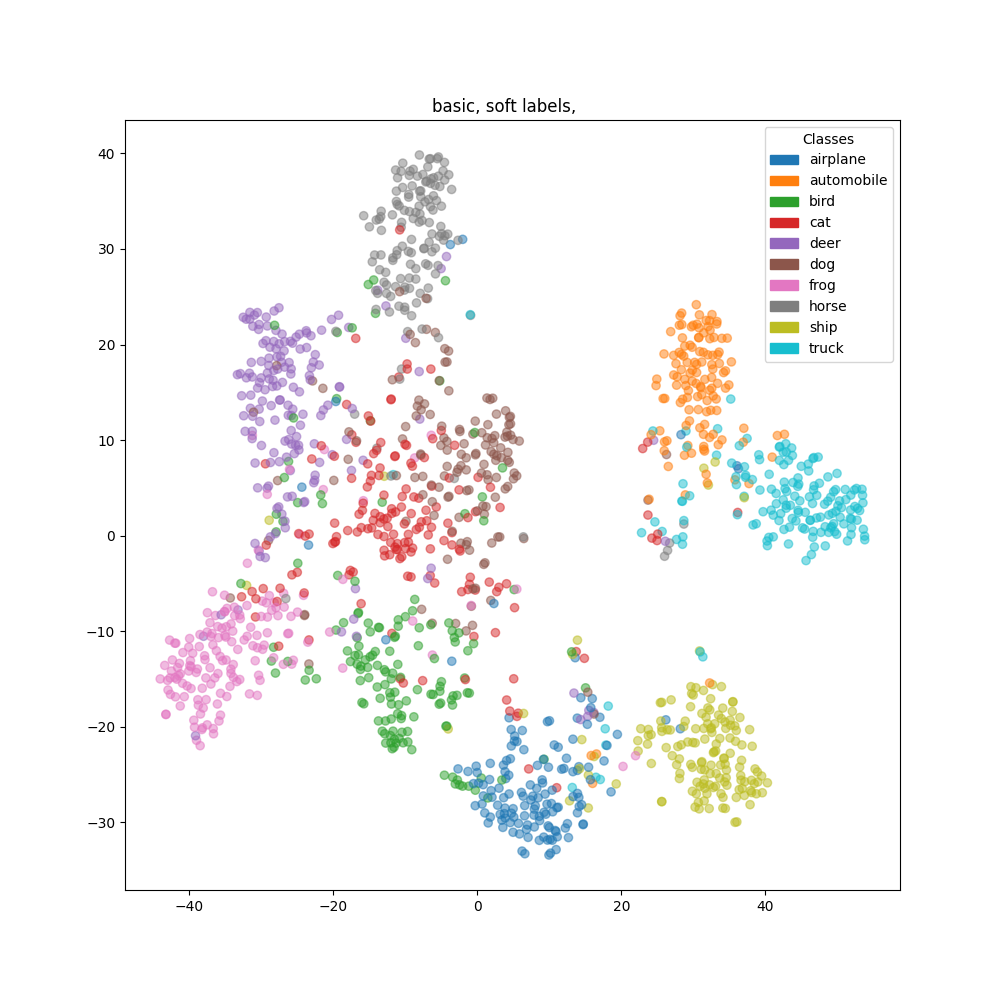 basic, soft labels,
Classes
airplane
automobile
bird
cat
deer
dog
frog
horse
ship
truck
40
30
20
10
0
−10
−20
−30
−40
−20
0
20
40